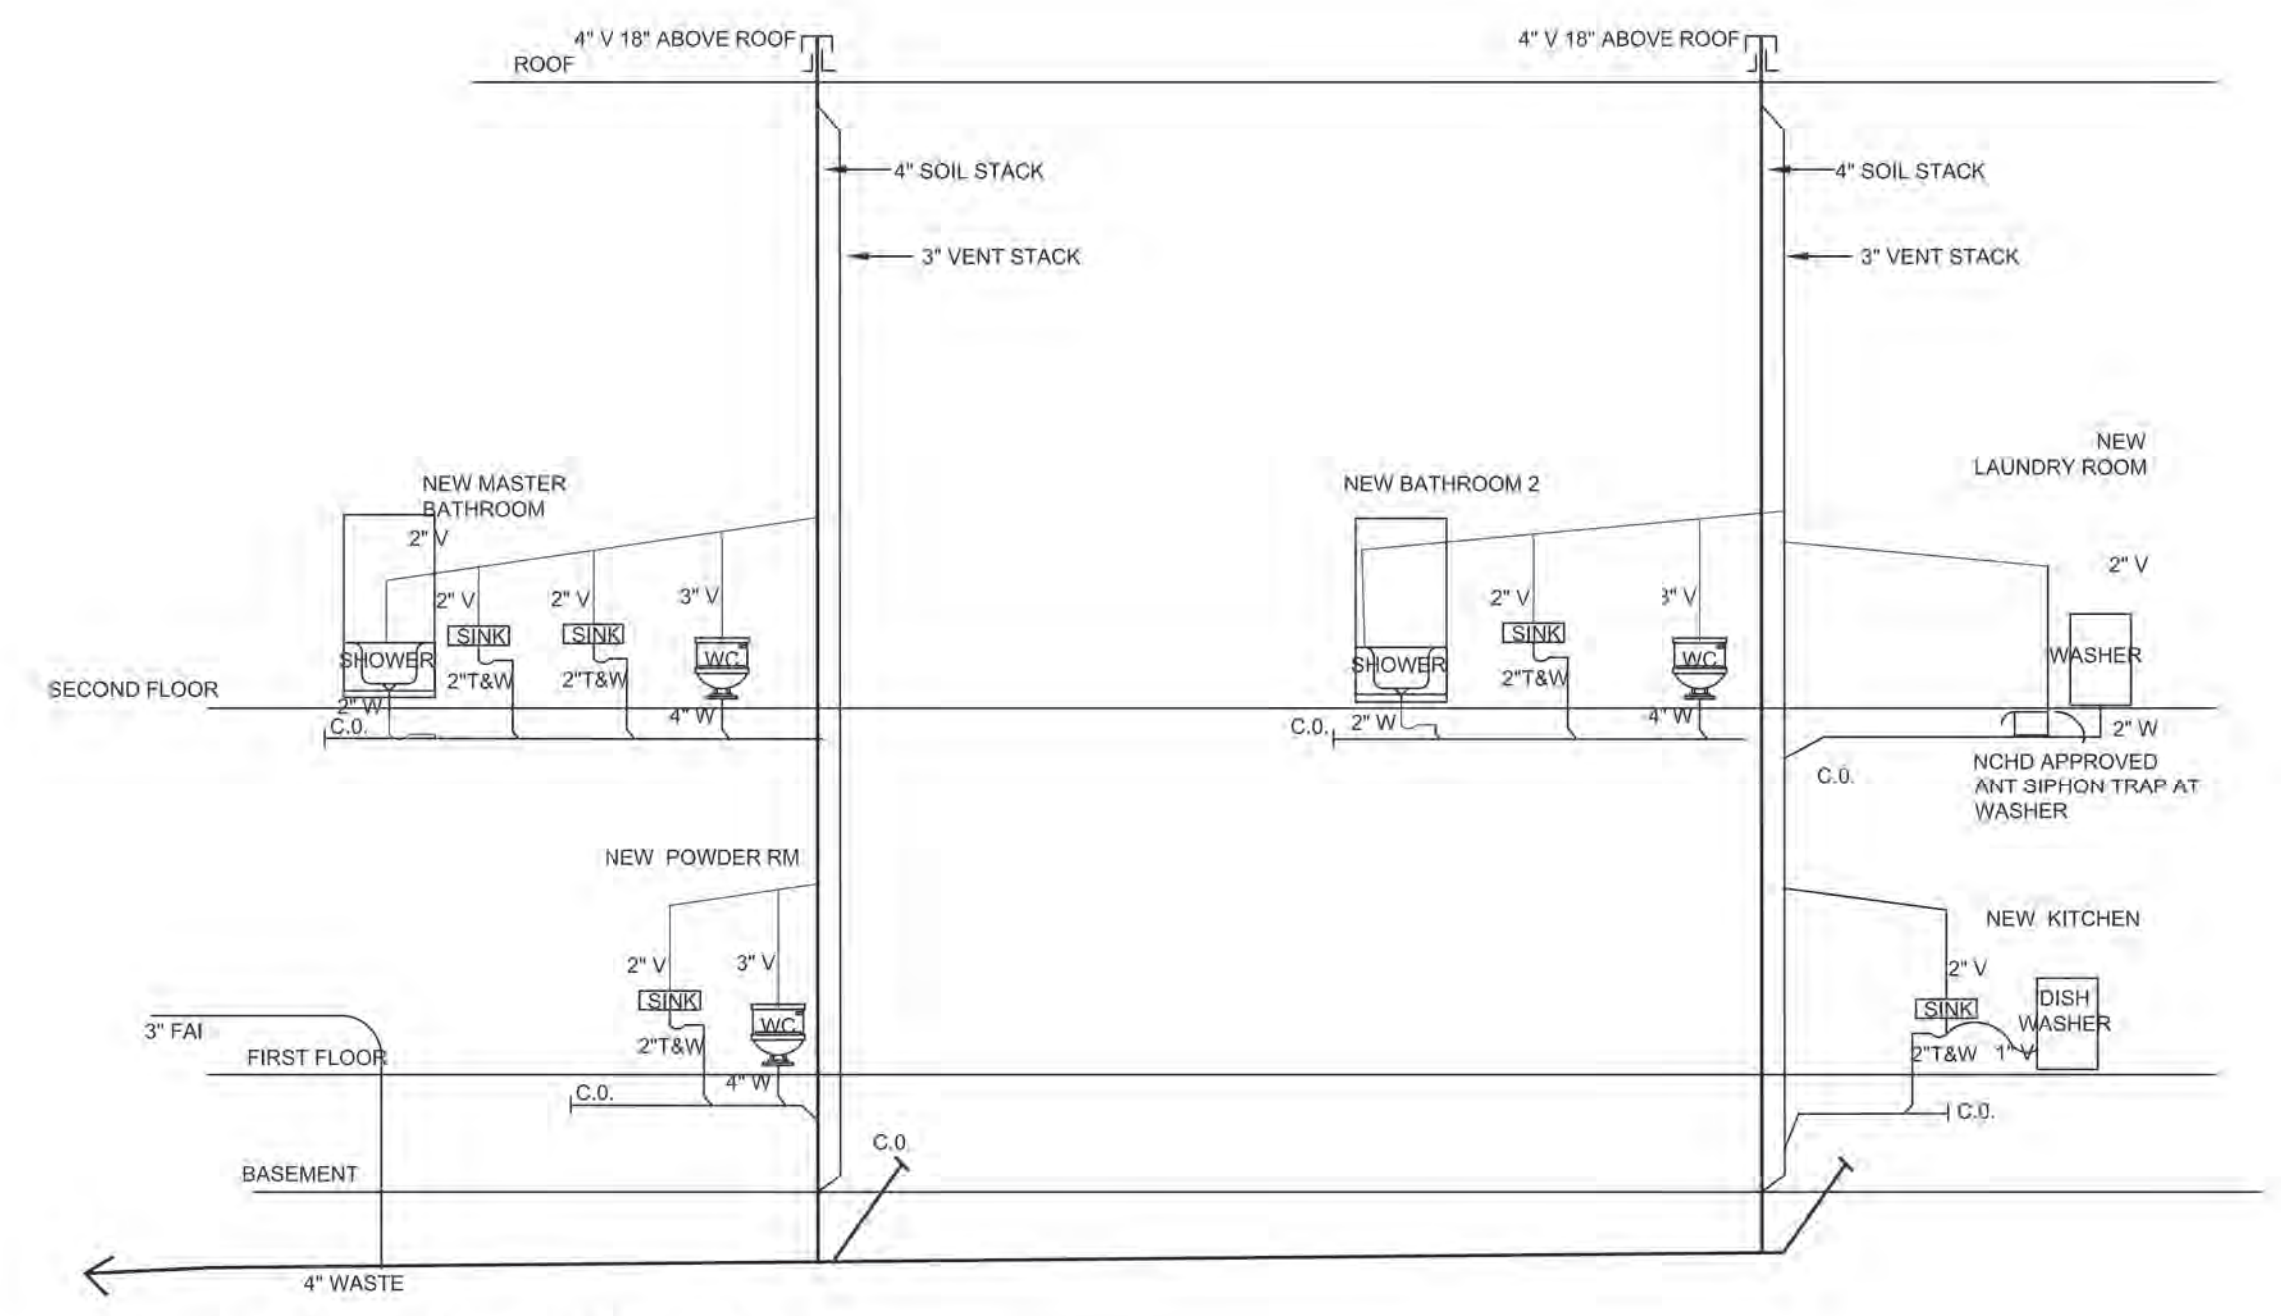 4" V 18" ABOVE ROOF
4" V 18" ABOVE ROOF
ROOF
4" SOIL STACK
4" SOIL STACK
3" VENT STACK
3" VENT STACK
NEW
LAUNDRY ROOM
NEW MASTER
BATHROOM
NEW BATHROOM 2
2" V
2" V
2" V
2" V
3" V
2" V
3" V
SINK
SINK
SINK
SHOWER
WC
SHOWER
WC
WASHER
2"T&W
2"T&W
2"T&W
SECOND FLOOR
2" W
4" W
2" W
4" W
2" W
C.O.
C.O.
NCHD APPROVED
ANT SIPHON TRAP AT
WASHER
C.O.
NEW POWDER RM
NEW KITCHEN
2" V
3" V
2" V
SINK
WC
SINK
DISH
WASHER
3" FAI
2"T&W
2"T&W
1" V
FIRST FLOOR
4" W
C.O.
C.O.
C.O.
BASEMENT
4" WASTE